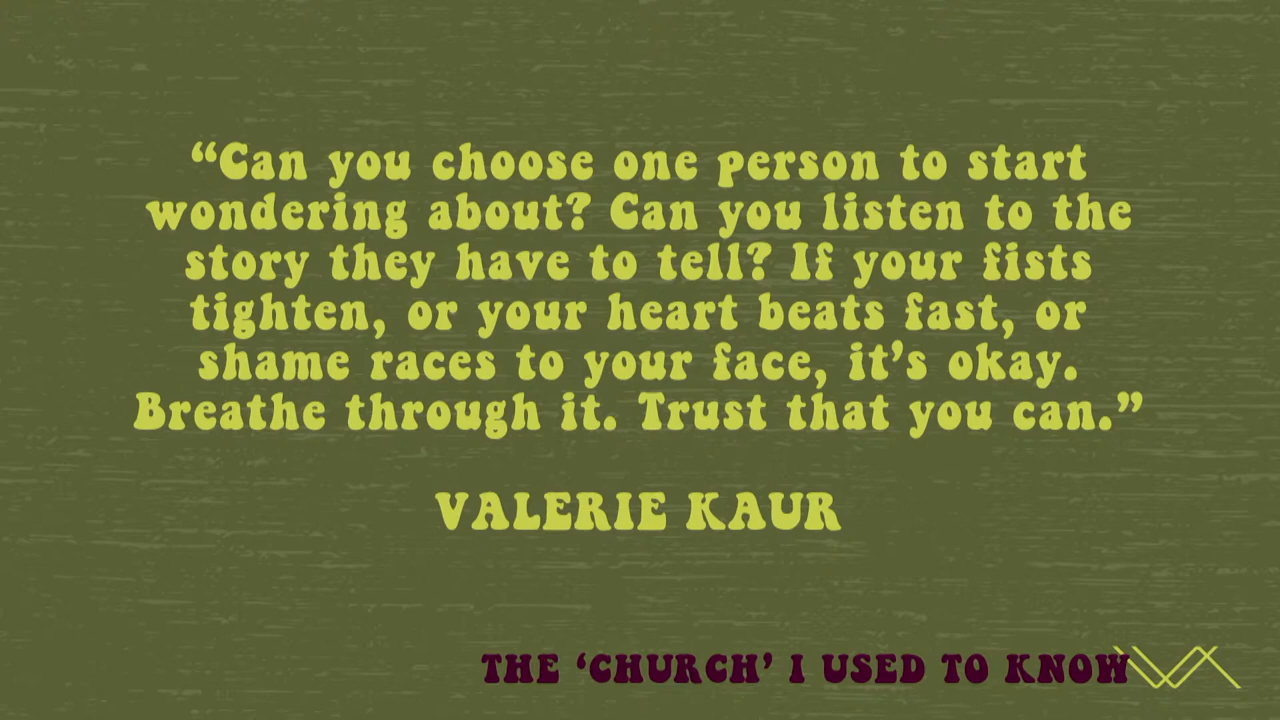 “Can you choose one person to start
wondering about? Can you listen to the
story they have to tell? If your fists
tighten, or your heart beats fast, or
shame races to your face, it’s okay.
Breathe through it. Trust that you can.”
VALERIE KAUR
THE ‘CHURCH’ I USED TO KNOW